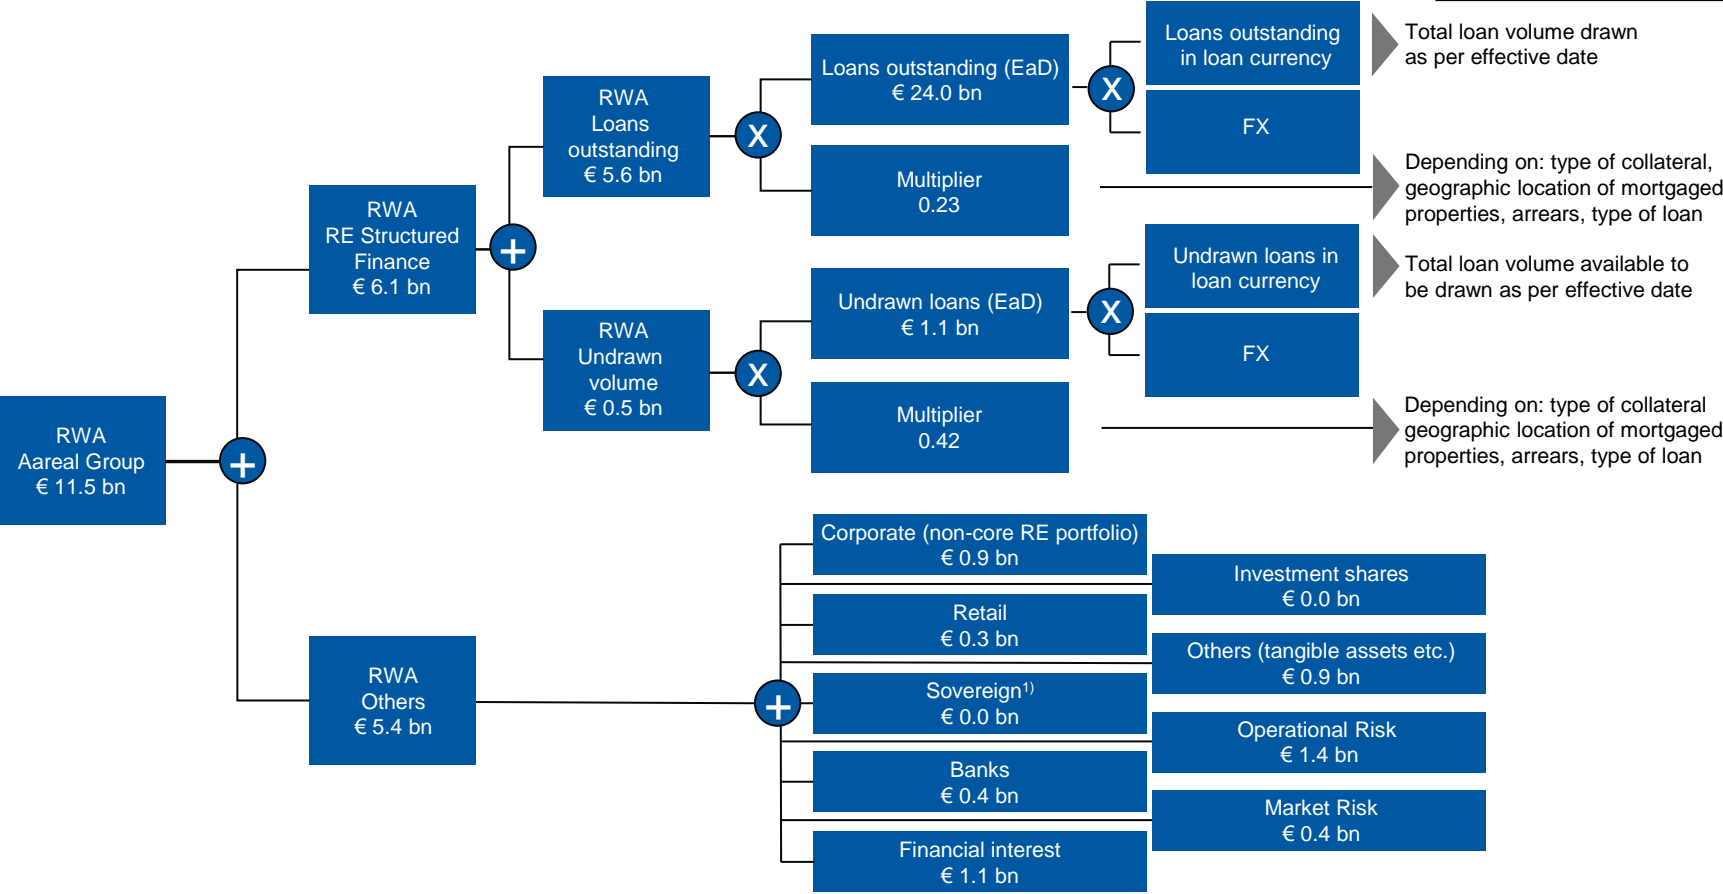 RWA
Aareal Group
€ 11.5 bn
+
RWA
RE Structured
Finance
€ 6.1 bn
+
RWA
Loans
outstanding
€ 5.6 bn
X
Loans outstanding (EaD)
€ 24.0 bn
X
Loans outstanding
in loan currency
Total loan volume drawn
as per effective date
FX
Multiplier
0.23
Depending on: type of collateral,
geographic location of mortgaged
properties, arrears, type of loan
RWA
Undrawn
volume
€ 0.5 bn
X
Undrawn loans (EaD)
€ 1.1 bn
X
Undrawn loans in
loan currency
Total loan volume available to
be drawn as per effective date
FX
Multiplier
0.42
Depending on: type of collateral
geographic location of mortgaged
properties, arrears, type of loan
RWA
Others
€ 5.4 bn
+
Corporate (non-core RE portfolio)
€ 0.9 bn
Investment shares
€ 0.0 bn
Retail
€ 0.3 bn
Others (tangible assets etc.)
€ 0.9 bn
Sovereign1)
€ 0.0 bn
Operational Risk
€ 1.4 bn
Banks
€ 0.4 bn
Market Risk
€ 0.4 bn
Financial interest
€ 1.1 bn